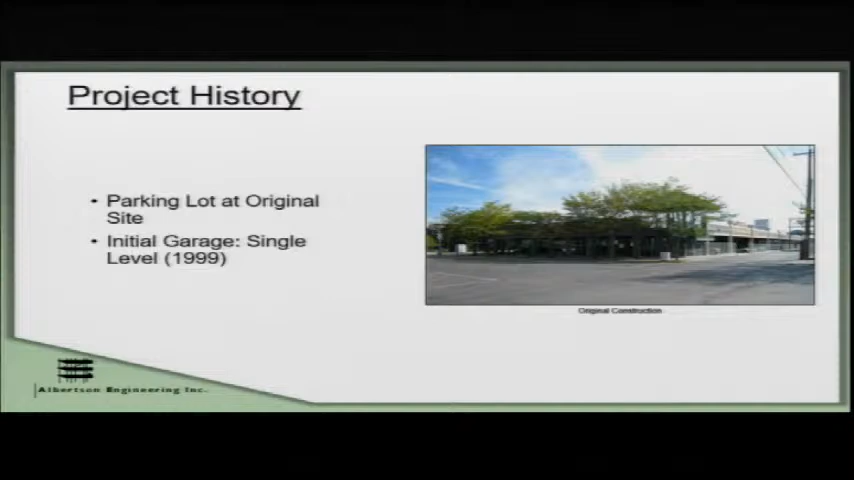 Project History
• Parking Lot at Original
Site
• Initial Garage: Single
Level (1999)
Original Construction
Albertson Engineering Inc.